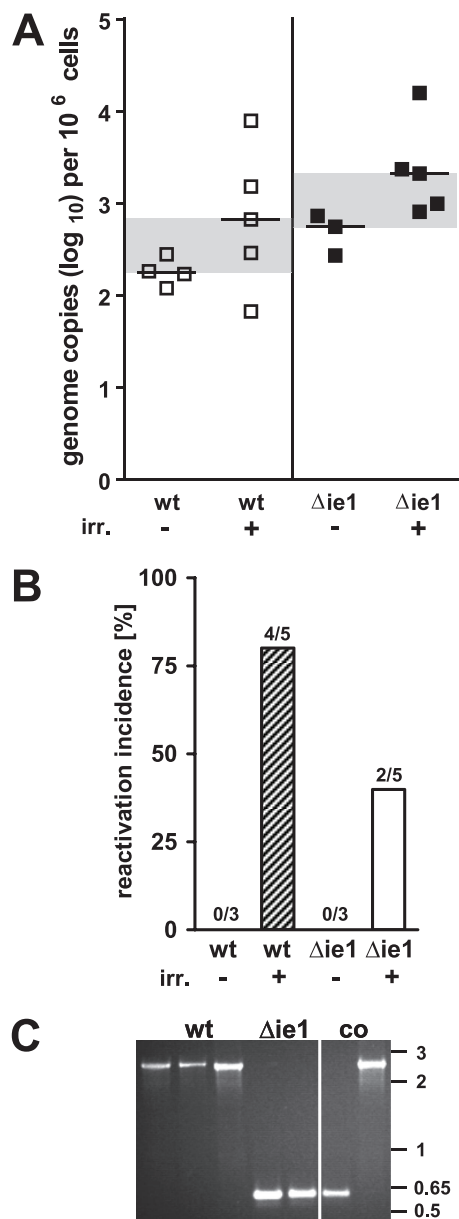 A
genome copies (log 10) per 10 6 cells
5
4
3
2
1
0
wt wt Δie1 Δie1
irr. - + - +
B
reactivation incidence [%]
100
75
50
25
0
0/3 4/5 0/3 2/5
wt wt Δie1 Δie1
irr. - + - +
C
wt Δie1 co
3
2
1
0.65
0.5